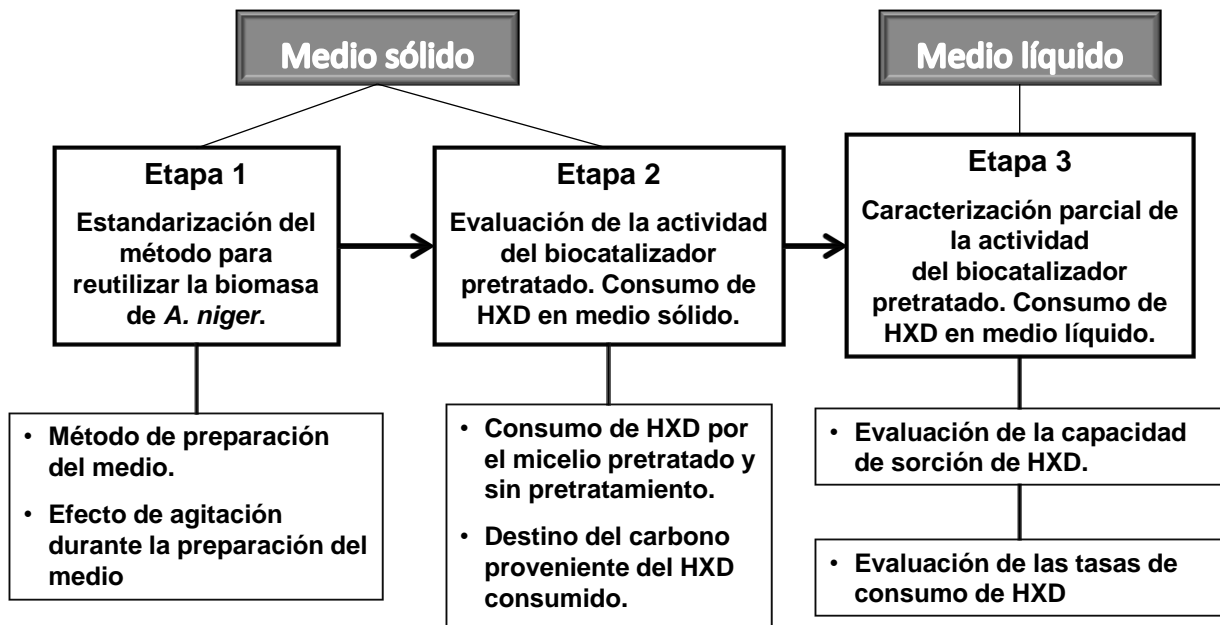 Medio sólido
Medio líquido
Etapa 1
Estandarización del
método para
reutilizar la biomasa
de A. niger.
Etapa 2
Evaluación de la actividad
del biocatalizador
pretratado. Consumo de
HXD en medio sólido.
Etapa 3
Caracterización parcial de
la actividad
del biocatalizador
pretratado. Consumo de
HXD en medio líquido.
• Método de preparación
del medio.
• Efecto de agitación
durante la preparación del
medio
• Consumo de HXD por
el micelio pretratado y
sin pretratamiento.
• Destino del carbono
proveniente del HXD
consumido.
• Evaluación de la capacidad
de sorción de HXD.
• Evaluación de las tasas de
consumo de HXD